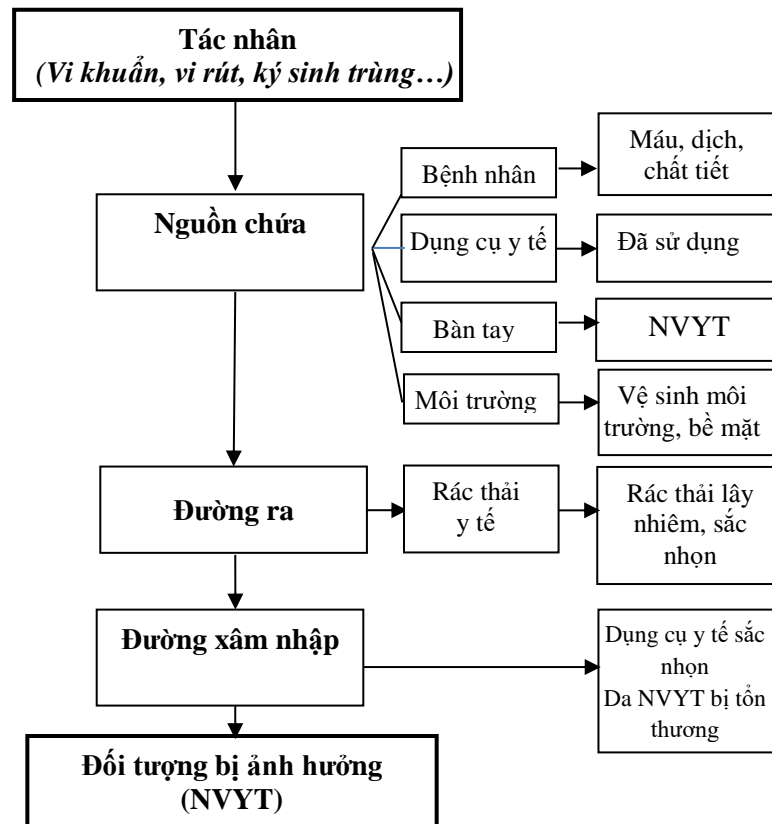 Tác nhân
(Vi khuẩn, vi rút, ký sinh trùng…)
Nguồn chứa
Bệnh nhân
Máu, dịch,
chất tiết
Dụng cụ y tế
Đã sử dụng
Bàn tay
NVYT
Môi trường
Vệ sinh môi
trường, bề mặt
Đường ra
Rác thải
y tế
Rác thải lây
nhiêm, sắc
nhọn
Đường xâm nhập
Dụng cụ y tế sắc
nhọn
Da NVYT bị tổn
thương
Đối tượng bị ảnh hưởng
(NVYT)